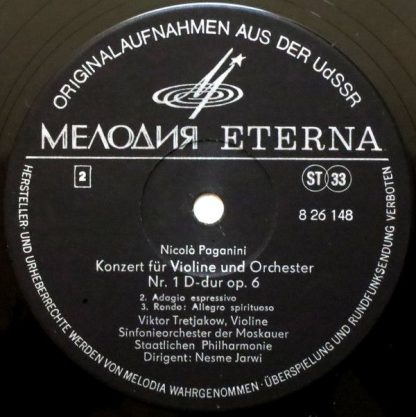 ORIGINALAUFNAHMEN AUS DER UdSSR
МЕЛОДИЯ ETERNA
2
ST 33
8 26 148
Nicolò Paganini
Konzert für Violine und Orchester
Nr. 1 D-dur op. 6
2. Adagio espressivo
3. Rondo: Allegro spirituoso
Viktor Tretjakow, Violine
Sinfonieorchester der Moskauer
Staatlichen Philharmonie
Dirigent: Nesme Jarwi
HERSTELLER- UND URHEBERRECHTE WERDEN VON MELODIA WAHRGENOMMEN · ÜBERSPIELUNG UND RUNDFUNKSENDUNG VERBOTEN